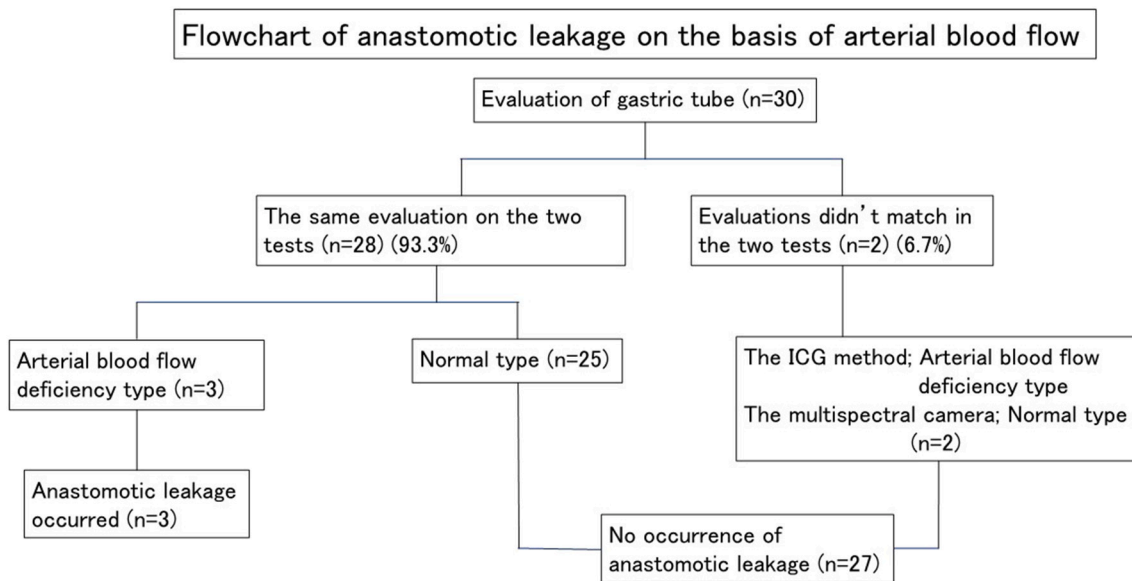 Flowchart of anastomotic leakage on the basis of arterial blood flow
Evaluation of gastric tube (n=30)
The same evaluation on the two
tests (n=28) (93.3%)
Evaluations didn’t match in
the two tests (n=2) (6.7%)
Arterial blood flow
deficiency type (n=3)
Normal type (n=25)
The ICG method; Arterial blood flow
deficiency type
The multispectral camera; Normal type
(n=2)
Anastomotic leakage
occurred (n=3)
No occurrence of
anastomotic leakage (n=27)